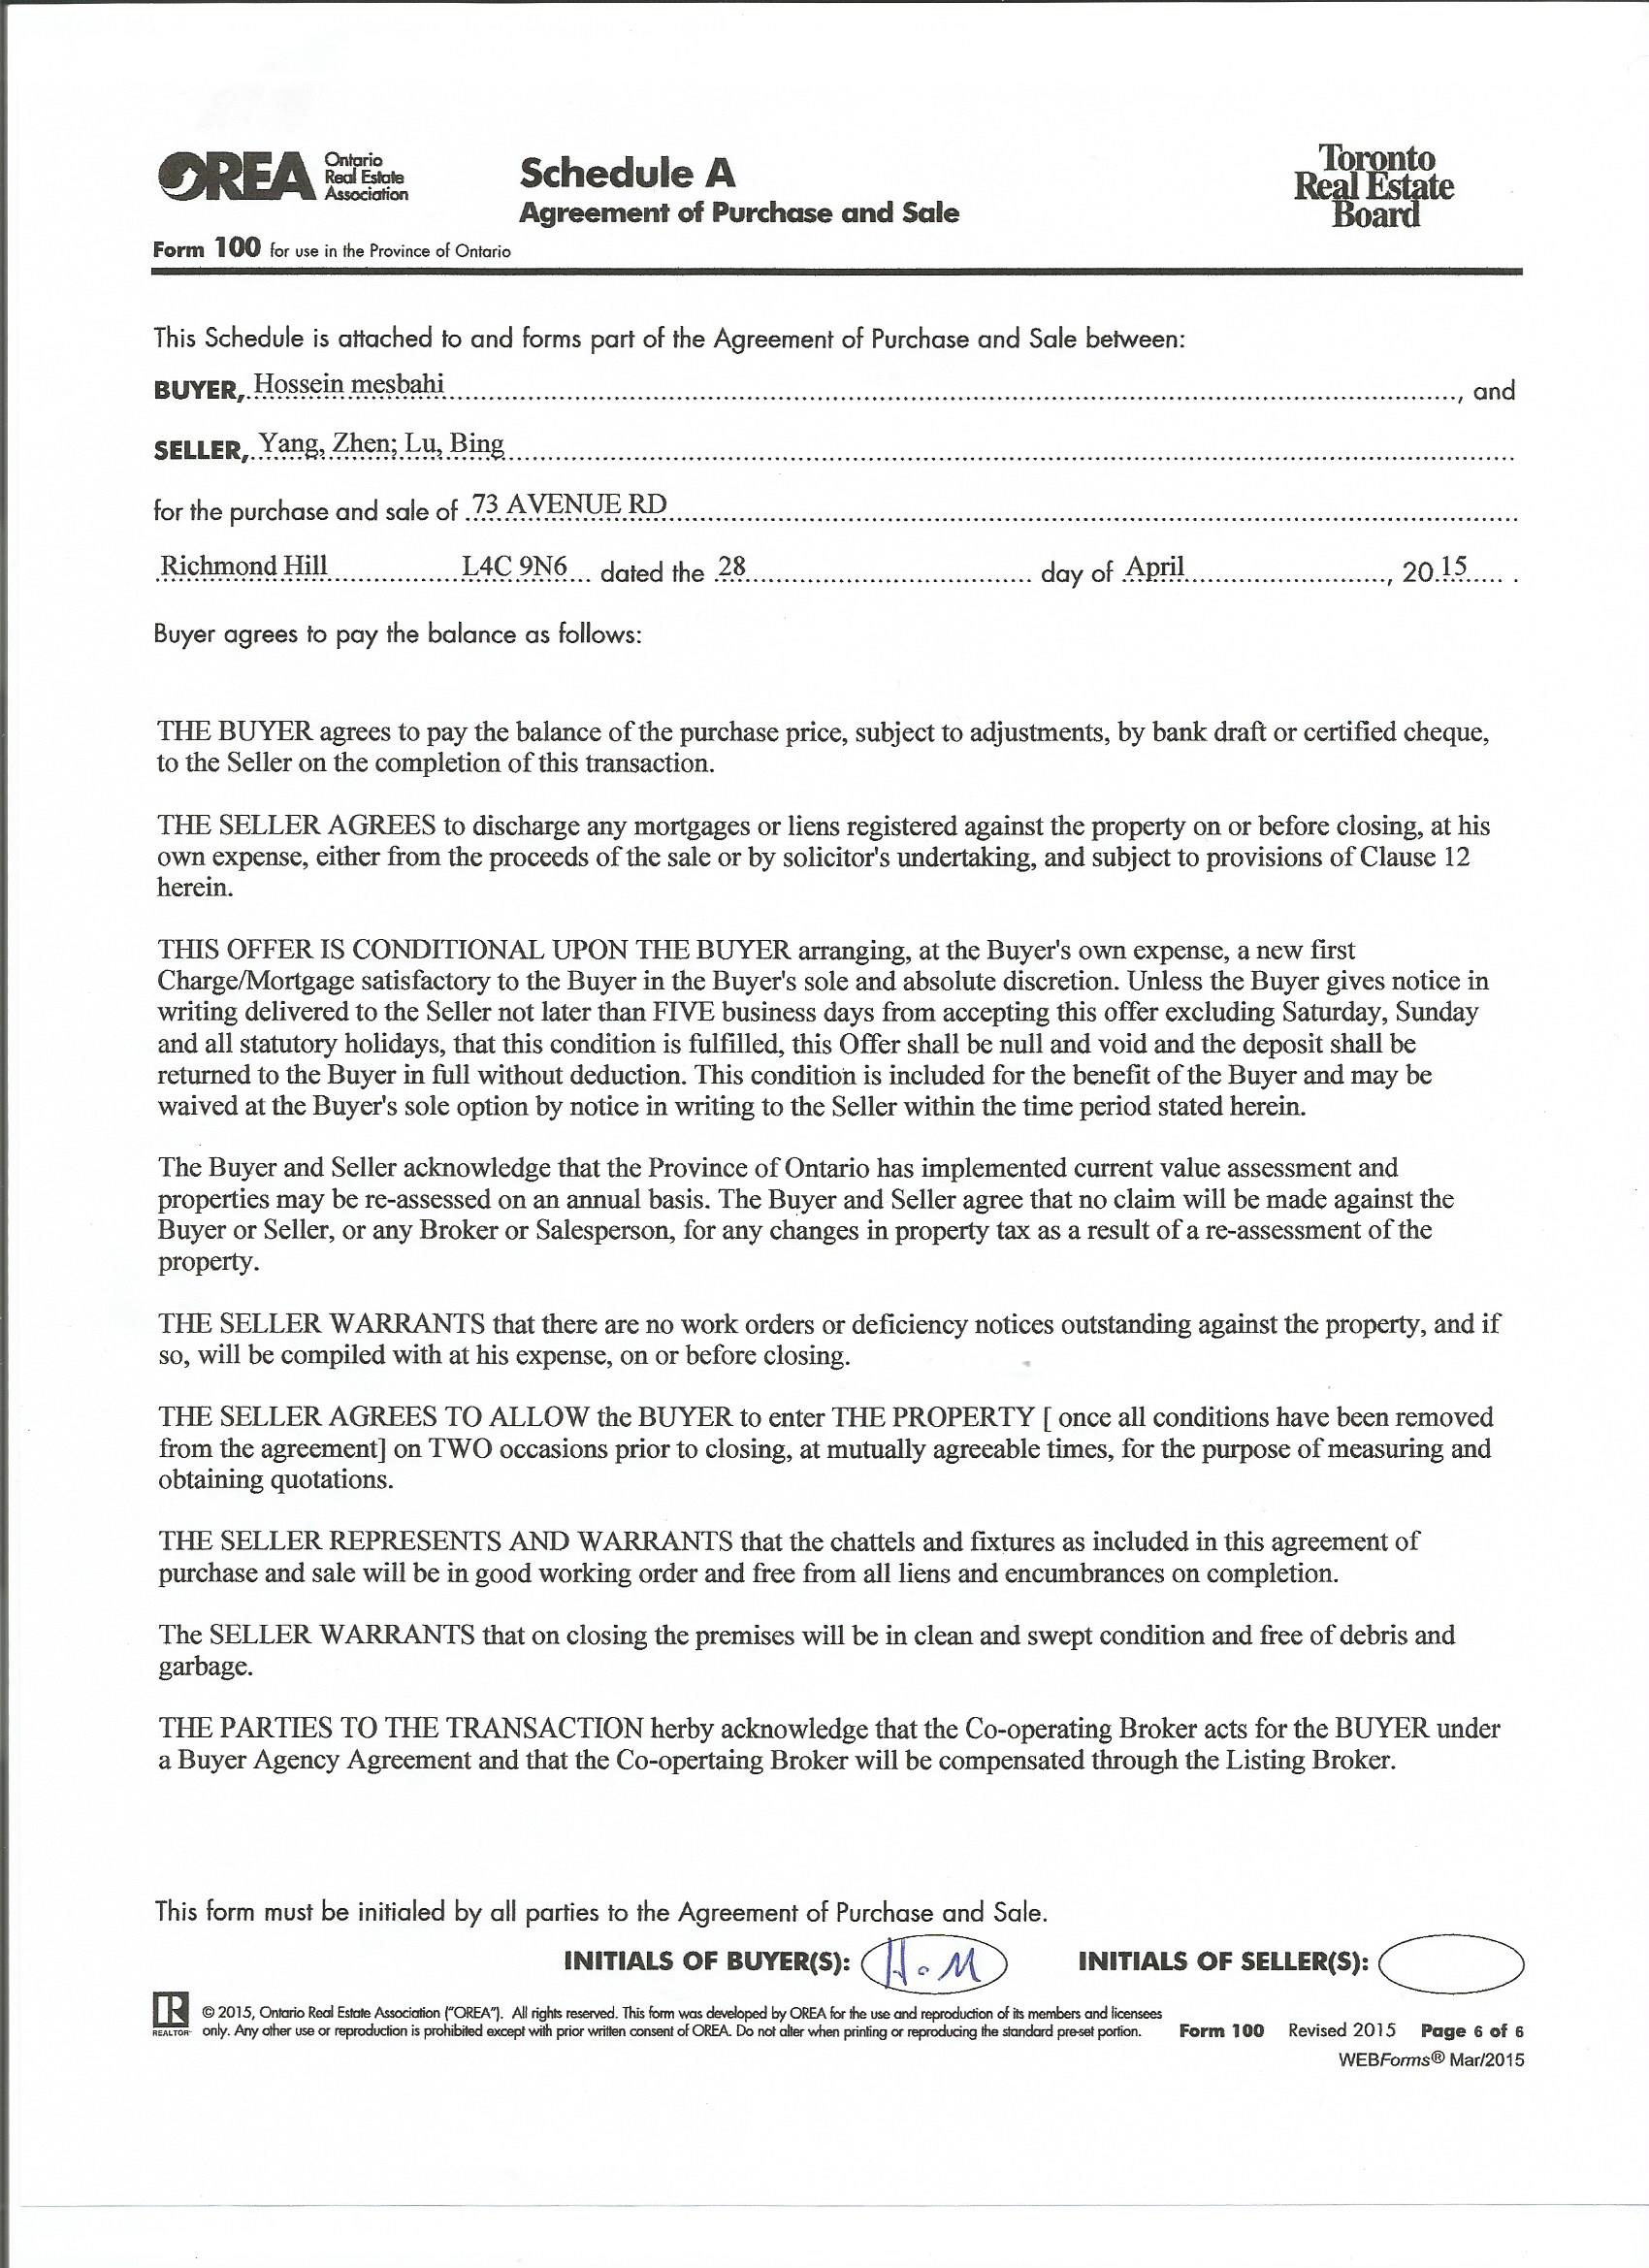 OREA Ontario
Real Estate
Association
Schedule A
Agreement of Purchase and Sale
Toronto
Real Estate
Board
Form 100 for use in the Province of Ontario
This Schedule is attached to and forms part of the Agreement of Purchase and Sale between:
BUYER, Hossein mesbahi, and
SELLER, Yang, Zhen; Lu, Bing
for the purchase and sale of 73 AVENUE RD
Richmond Hill L4C 9N6 dated the 28 day of April, 20 15
Buyer agrees to pay the balance as follows:
THE BUYER agrees to pay the balance of the purchase price, subject to adjustments, by bank draft or certified cheque,
to the Seller on the completion of this transaction.
THE SELLER AGREES to discharge any mortgages or liens registered against the property on or before closing, at his
own expense, either from the proceeds of the sale or by solicitor's undertaking, and subject to provisions of Clause 12
herein.
THIS OFFER IS CONDITIONAL UPON THE BUYER arranging, at the Buyer's own expense, a new first
Charge/Mortgage satisfactory to the Buyer in the Buyer's sole and absolute discretion. Unless the Buyer gives notice in
writing delivered to the Seller not later than FIVE business days from accepting this offer excluding Saturday, Sunday
and all statutory holidays, that this condition is fulfilled, this Offer shall be null and void and the deposit shall be
returned to the Buyer in full without deduction. This condition is included for the benefit of the Buyer and may be
waived at the Buyer's sole option by notice in writing to the Seller within the time period stated herein.
The Buyer and Seller acknowledge that the Province of Ontario has implemented current value assessment and
properties may be re-assessed on an annual basis. The Buyer and Seller agree that no claim will be made against the
Buyer or Seller, or any Broker or Salesperson, for any changes in property tax as a result of a re-assessment of the
property.
THE SELLER WARRANTS that there are no work orders or deficiency notices outstanding against the property, and if
so, will be compiled with at his expense, on or before closing.
THE SELLER AGREES TO ALLOW the BUYER to enter THE PROPERTY [ once all conditions have been removed
from the agreement] on TWO occasions prior to closing, at mutually agreeable times, for the purpose of measuring and
obtaining quotations.
THE SELLER REPRESENTS AND WARRANTS that the chattels and fixtures as included in this agreement of
purchase and sale will be in good working order and free from all liens and encumbrances on completion.
The SELLER WARRANTS that on closing the premises will be in clean and swept condition and free of debris and
garbage.
THE PARTIES TO THE TRANSACTION herby acknowledge that the Co-operating Broker acts for the BUYER under
a Buyer Agency Agreement and that the Co-opertaing Broker will be compensated through the Listing Broker.
This form must be initialed by all parties to the Agreement of Purchase and Sale.
INITIALS OF BUYER(S): H.M INITIALS OF SELLER(S):
R REALTOR
© 2015, Ontario Real Estate Association ("OREA"). All rights reserved. This form was developed by OREA for the use and reproduction of its members and licensees
only. Any other use or reproduction is prohibited except with prior written consent of OREA. Do not alter when printing or reproducing the standard pre-set portion.
Form 100 Revised 2015 Page 6 of 6
WEBForms® Mar/2015